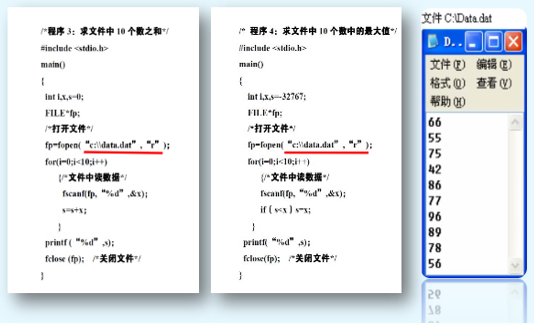 /*程序 3：求文件中 10 个数之和*/
#include <stdio.h>
main()
{
int i,x,s=0;
FILE*fp;
/*打开文件*/
fp=fopen(“c:\\data.dat”,“r”);
for(i=0;i<10;i++)
{/*文件中读数据*/
fscanf(fp,“%d”,&x);
s=s+x;
}
printf (“%d”,s);
fclose (fp); /*关闭文件*/
}
/* 程序 4：求文件中 10 个数中的最大值*/
#include <stdio.h>
main()
{
int i,x,s=-32767;
FILE*fp;
/*打开文件*/
fp=fopen(“c:\\data.dat”,“r”);
for(i=0;i<10;i++)
{/*文件中读数据*/
fscanf(fp,“%d”,&x);
if（s<x）s=x;
}
printf(“%d”,s);
fclose(fp); /*关闭文件*/
}
文件 C:\Data.dat
D..
文件(F) 编辑(E)
格式(O) 查看(V)
帮助(H)
66
55
75
42
86
77
96
89
78
56